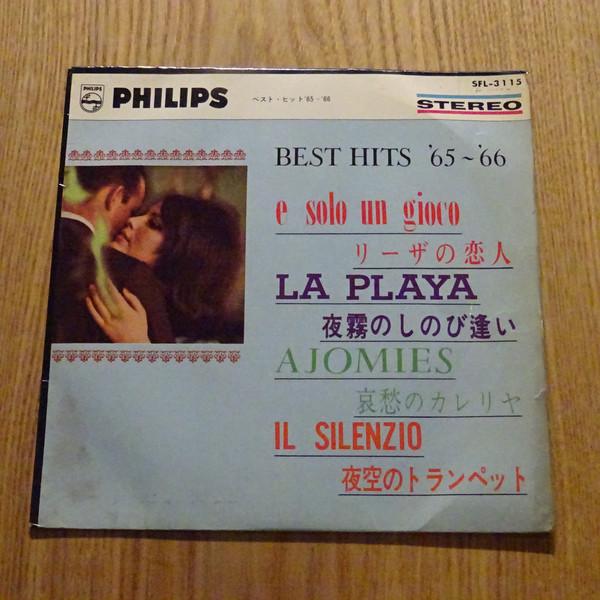 SFL-3115
PHILIPS
PHILIPS
ベスト・ヒット'65~'66
STEREO
BEST HITS '65~'66
e solo un gioco
リーザの恋人
LA PLAYA
夜霧のしのび逢い
AJOMIES
哀愁のカレリヤ
IL SILENZIO
夜空のトランペット